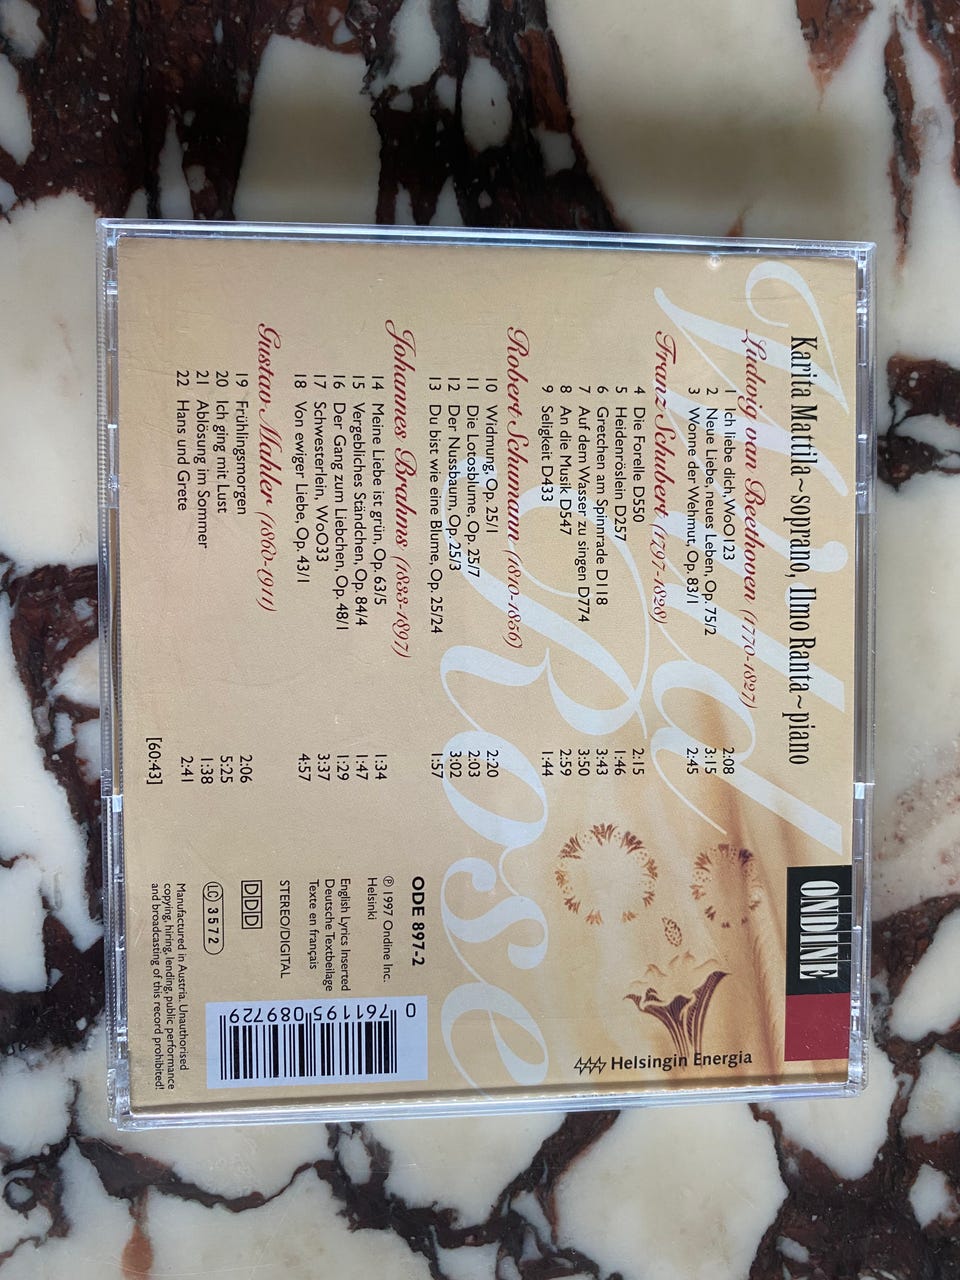 Wild Rose
Karita Mattila~soprano, Ilmo Ranta~piano
ONDINE
Ludwig van Beethoven (1770-1827)
1 Ich liebe dich,WoO123 2:08
2 Neue Liebe, neues Leben, Op. 75/2 3:15
3 Wonne der Wehmut, Op. 83/1 2:45
Franz Schubert (1797-1828)
4 Die Forelle D550 2:15
5 Heidenröslein D257 1:46
6 Gretchen am Spinnrade D118 3:43
7 Auf dem Wasser zu singen D774 3:50
8 An die Musik D547 2:59
9 Seligkeit D433 1:44
Robert Schumann (1810-1856)
10 Widmung, Op. 25/1 2:20
11 Die Lotosblume, Op. 25/7 2:03
12 Der Nussbaum, Op. 25/3 3:02
13 Du bist wie eine Blume, Op. 25/24 1:57
Johannes Brahms (1833-1897)
14 Meine Liebe ist grün, Op. 63/5 1:34
15 Vergebliches Ständchen, Op. 84/4 1:47
16 Der Gang zum Liebchen, Op. 48/1 1:29
17 Schwesterlein, WoO33 3:37
18 Von ewiger Liebe, Op. 43/1 4:57
Gustav Mahler (1860-1911)
19 Frühlingsmorgen 2:06
20 Ich ging mit Lust 5:25
21 Ablösung im Sommer 1:38
22 Hans und Grete 2:41
[60:43]
Helsingin Energia
ODE 897-2
℗ 1997 Ondine Inc.
Helsinki
English Lyrics Inserted
Deutsche Textbeilage
Texte en français
STEREO/DIGITAL
DDD
LC 3572
Manufactured in Austria. Unauthorised
copying, hiring, lending, public performance
and broadcasting of this record prohibited!
0 761195 089729